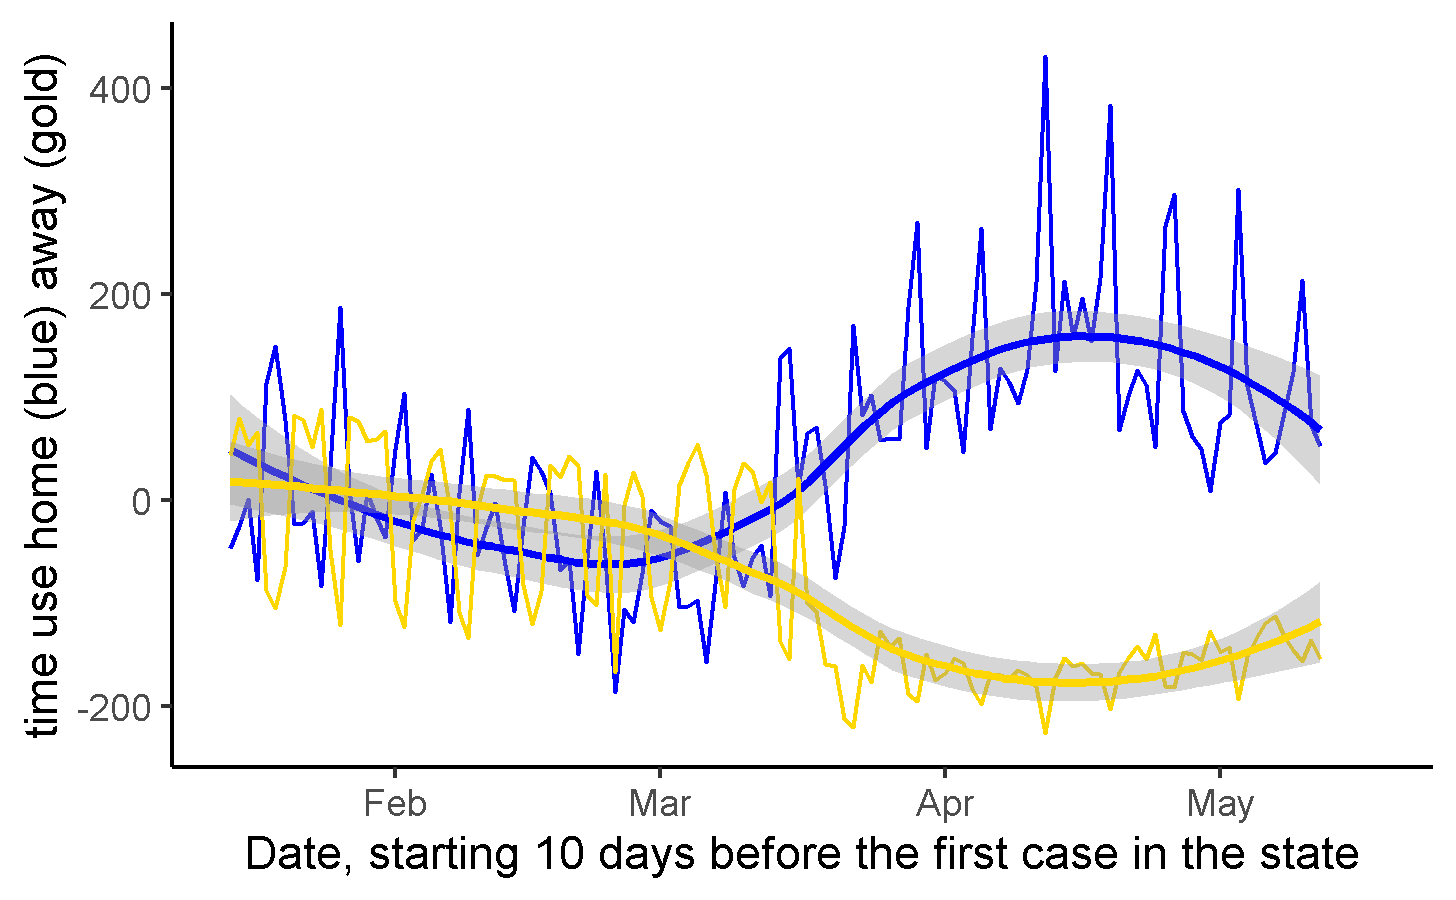 time use home (blue) away (gold)
400
200
0
-200
Feb Mar Apr May
Date, starting 10 days before the first case in the state